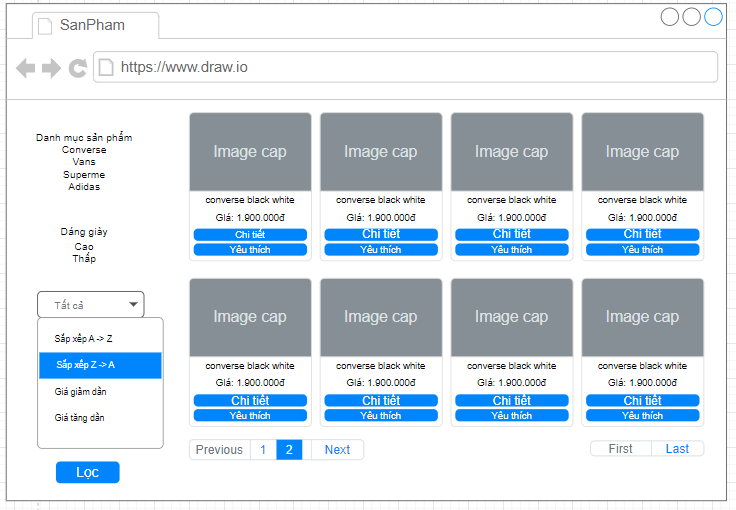 SanPham
https://www.draw.io
Danh mục sản phẩm
Converse
Vans
Superme
Adidas
Dáng giày
Cao
Thấp
Tất cả
Sắp xếp A -> Z
Sắp xếp Z -> A
Giá giảm dần
Giá tăng dần
Lọc
Image cap Image cap Image cap Image cap
converse black white converse black white converse black white converse black white
Giá: 1.900.000đ Giá: 1.900.000đ Giá: 1.900.000đ Giá: 1.900.000đ
Chi tiết Chi tiết Chi tiết Chi tiết
Yêu thích Yêu thích Yêu thích Yêu thích
Image cap Image cap Image cap Image cap
converse black white converse black white converse black white converse black white
Giá: 1.900.000đ Giá: 1.900.000đ Giá: 1.900.000đ Giá: 1.900.000đ
Chi tiết Chi tiết Chi tiết Chi tiết
Yêu thích Yêu thích Yêu thích Yêu thích
Previous 1 2 Next First Last